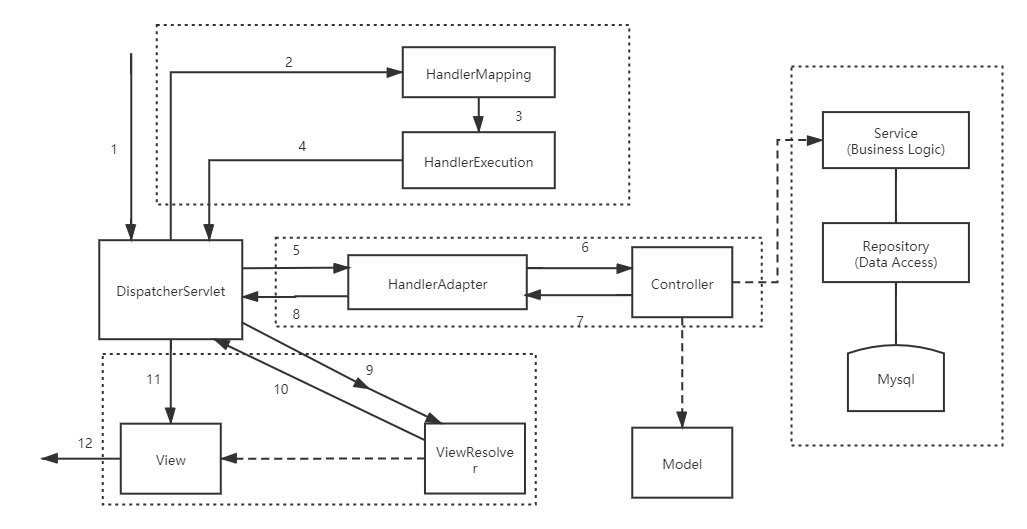 2
HandlerMapping
3
1
4
HandlerExecution
Service
(Business Logic)
Repository
(Data Access)
Mysql
DispatcherServlet
5
6
HandlerAdapter
Controller
8
7
9
10
11
12
View
ViewResolve
r
Model